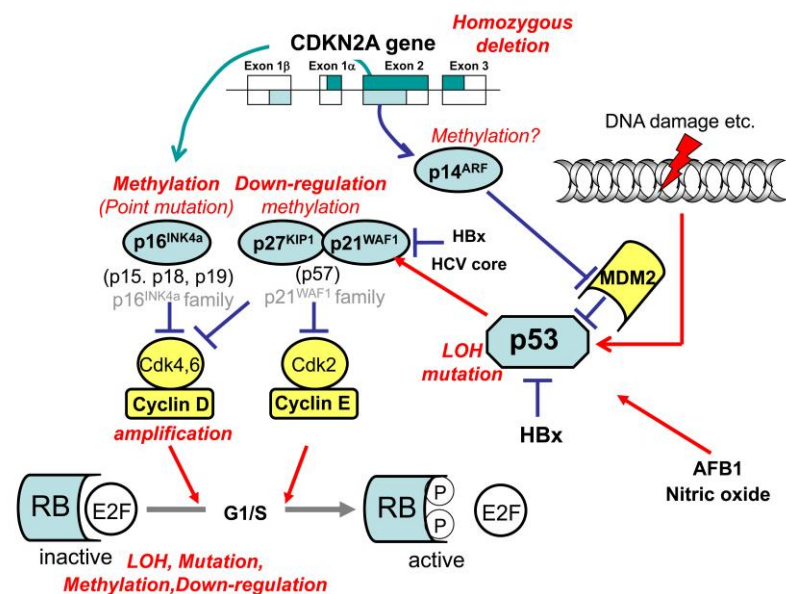 Homozygous
deletion
CDKN2A gene
Exon 1β Exon 1α Exon 2 Exon 3
DNA damage etc.
Methylation?
p14ARF
Methylation
(Point mutation)
Down-regulation
methylation
p16INK4a
p27KIP1
p21WAF1
HBx
HCV core
(p15. p18, p19)
p16INK4a family
(p57)
p21WAF1 family
MDM2
p53
LOH
mutation
Cdk4,6
Cyclin D
amplification
Cdk2
Cyclin E
HBx
AFB1
Nitric oxide
RB
E2F
inactive
G1/S
RB
P
P
E2F
active
LOH, Mutation,
Methylation,Down-regulation